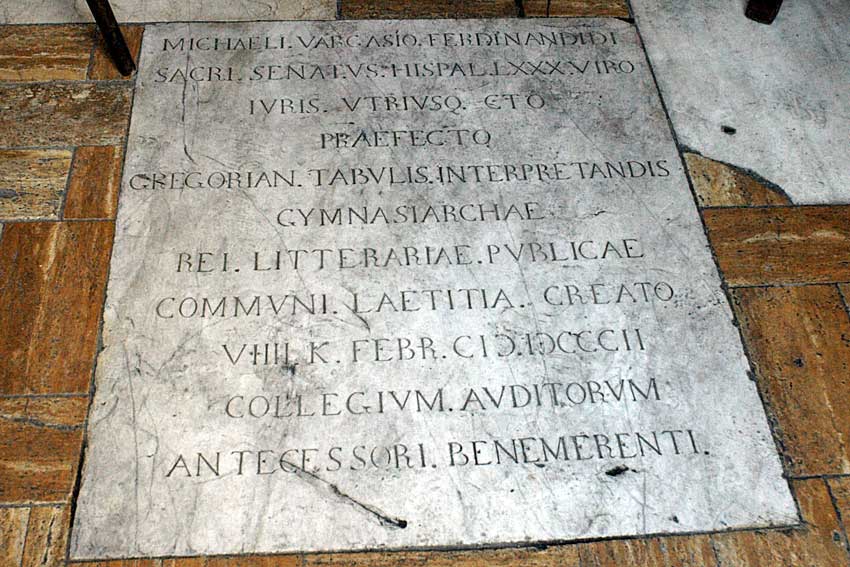 MICHAELI. VARGASIO. FERDINANDIDI
SACRI. SENATVS. HISPAL. LXXX. VIRO
IVRIS. VTRIVSQ. CTO
PRAEFECTO
GREGORIAN. TABVLIS. INTERPRETANDIS
GYMNASIARCHAE
REI. LITTERARIAE. PVBLICAE
COMMVNI. LAETITIA. CREATO
VIIII. K. FEBR. CIƆ.IƆCCCII
COLLEGIVM. AVDITORVM
ANTECESSORI. BENEMERENTI.